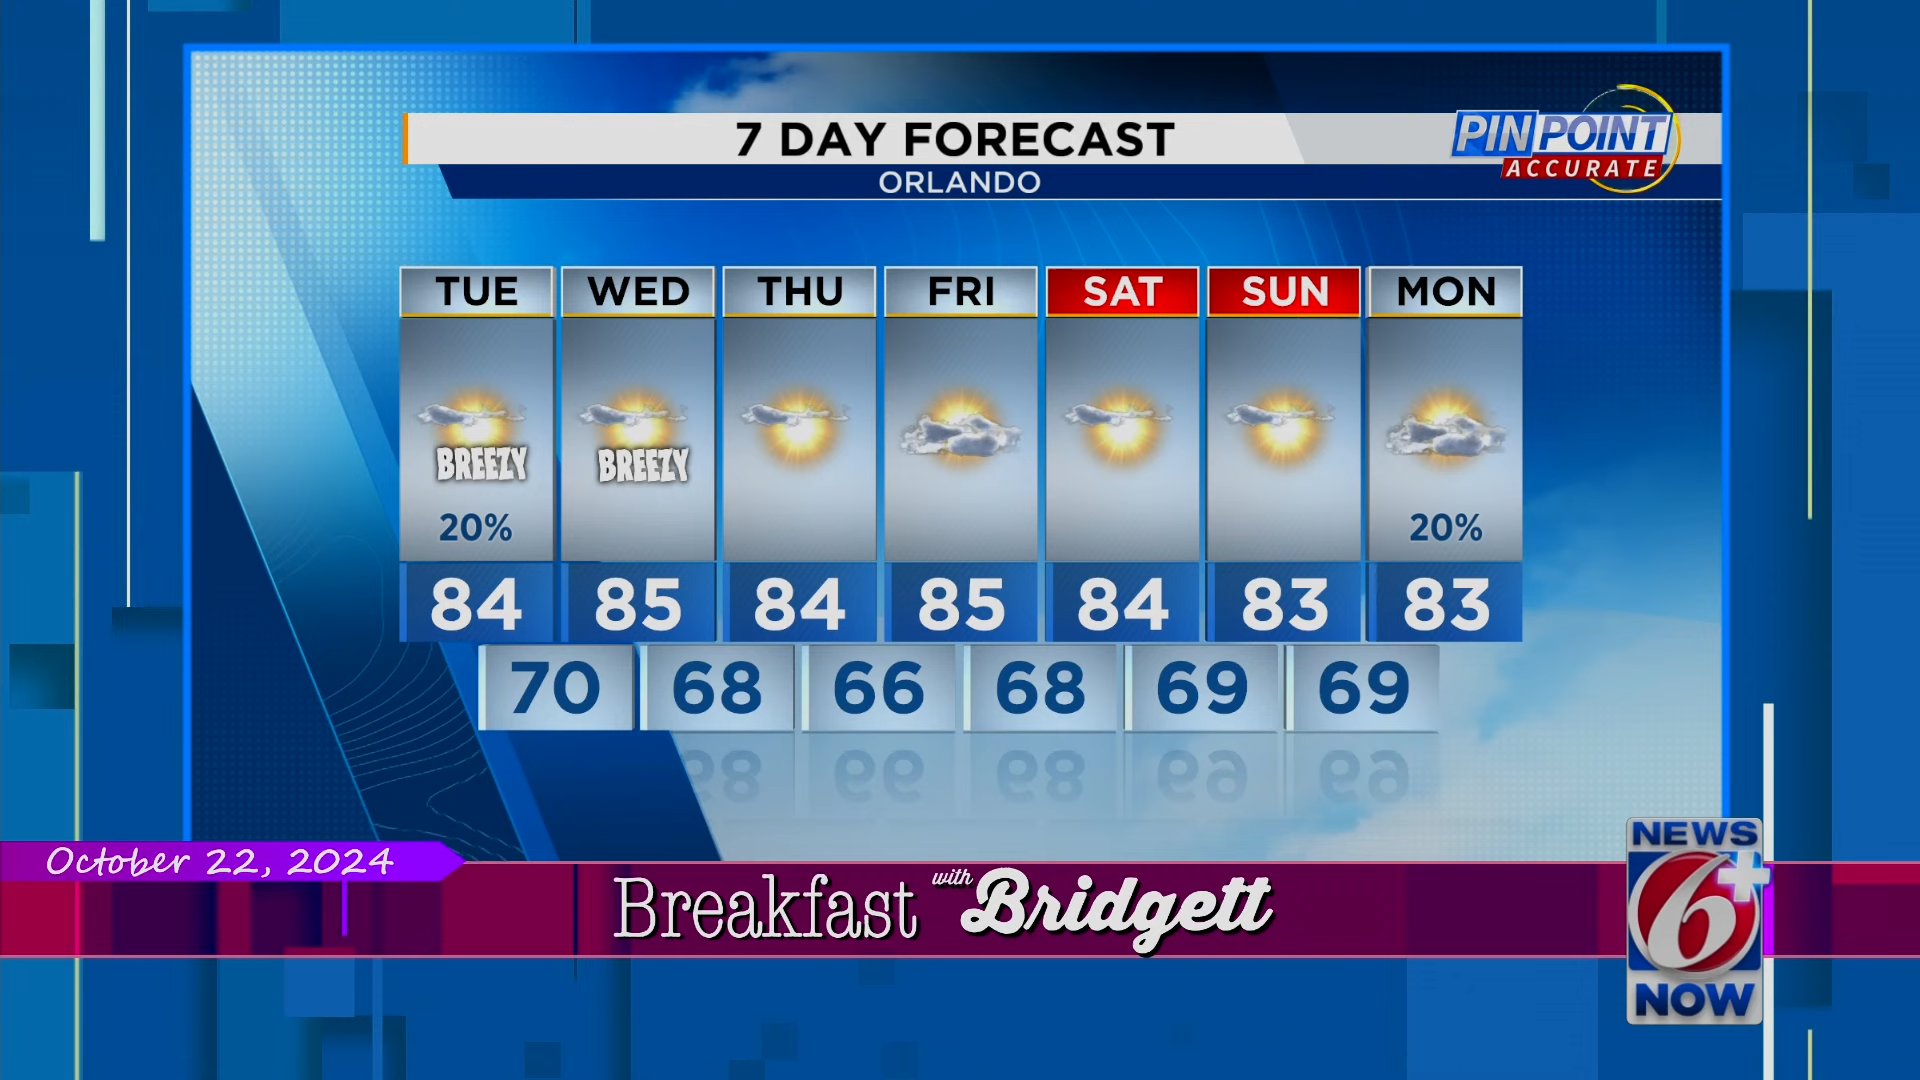 7 DAY FORECAST
ORLANDO
PINPOINT
ACCURATE
TUE WED THU FRI SAT SUN MON
BREEZY BREEZY
20% 20%
84 85 84 85 84 83 83
70 68 66 68 69 69
October 22, 2024
Breakfast with Bridgett
NEWS
6+
NOW